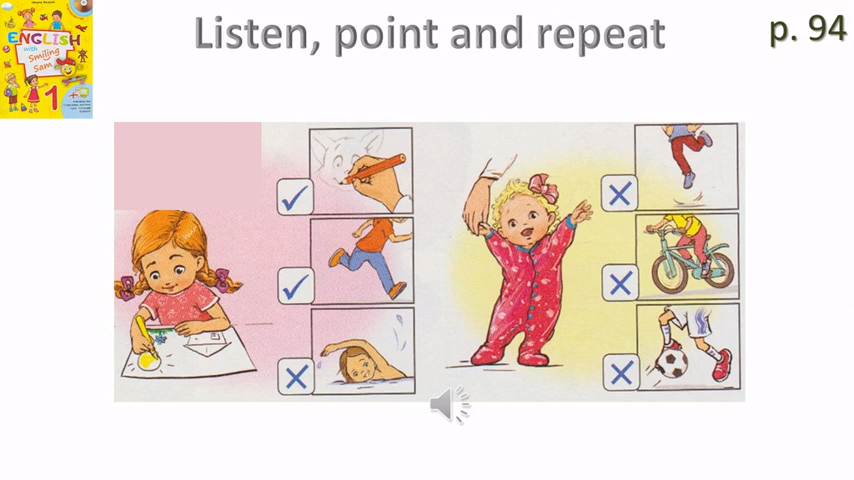 Listen, point and repeat
p. 94
ENGLISH
with
Smiling
Sam
1